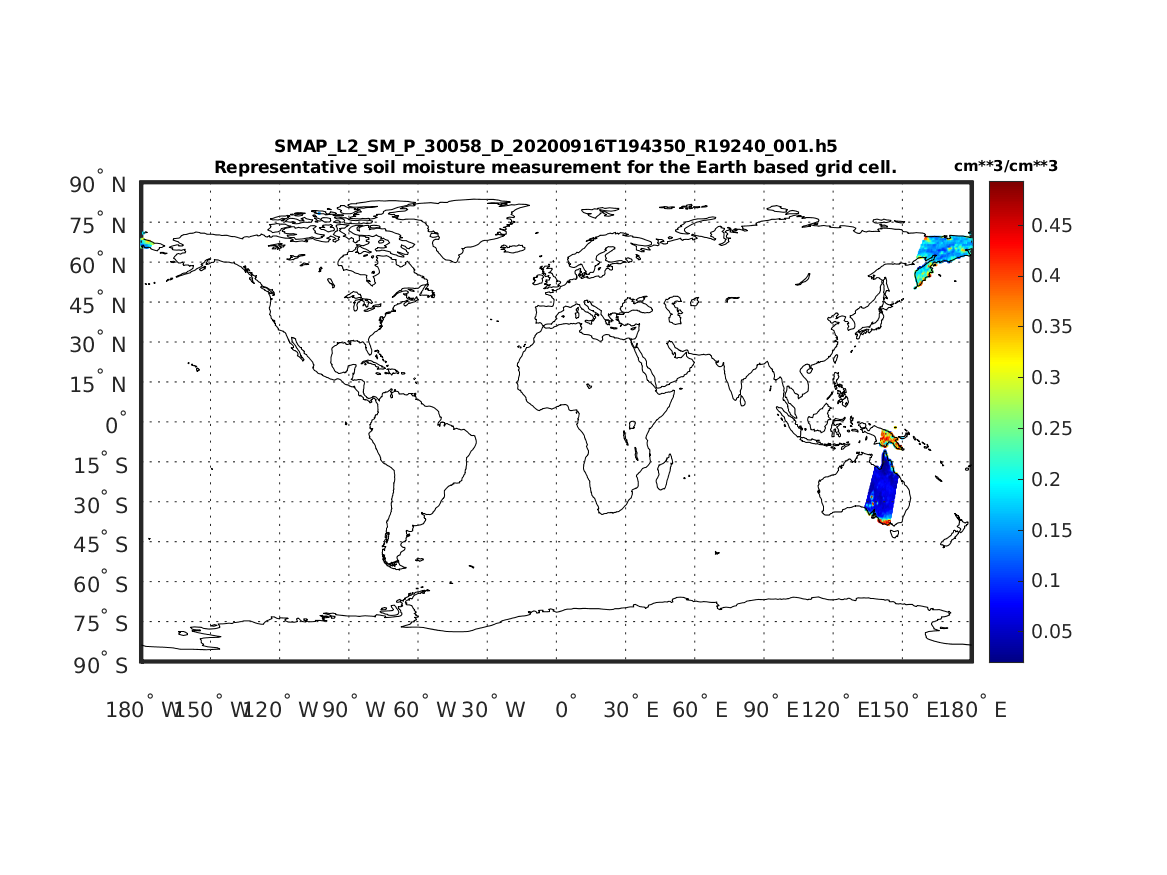 SMAP_L2_SM_P_30058_D_20200916T194350_R19240_001.h5
Representative soil moisture measurement for the Earth based grid cell.
cm**3/cm**3
90° N
75° N
60° N
45° N
30° N
15° N
0°
15° S
30° S
45° S
60° S
75° S
90° S
180° W 150° W 120° W 90° W 60° W 30° W 0° 30° E 60° E 90° E 120° E 150° E 180° E
0.45
0.4
0.35
0.3
0.25
0.2
0.15
0.1
0.05